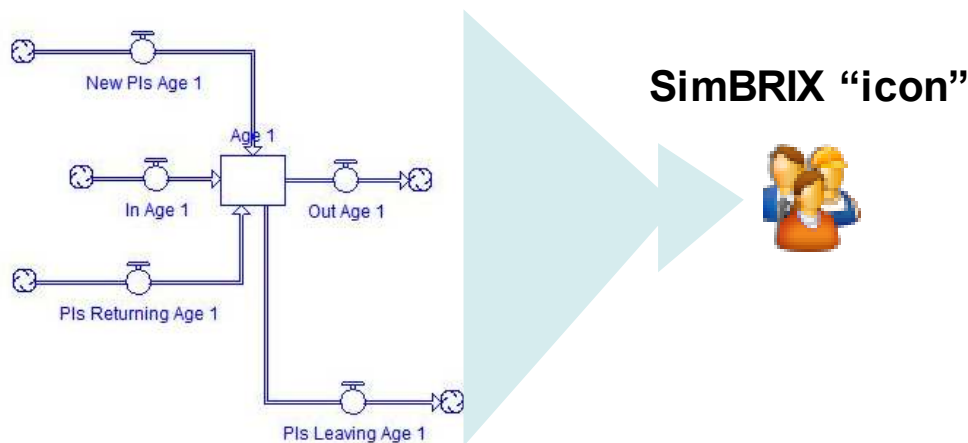 New PIs Age 1
Age 1
In Age 1
Out Age 1
PIs Returning Age 1
PIs Leaving Age 1
SimBRIX “icon”